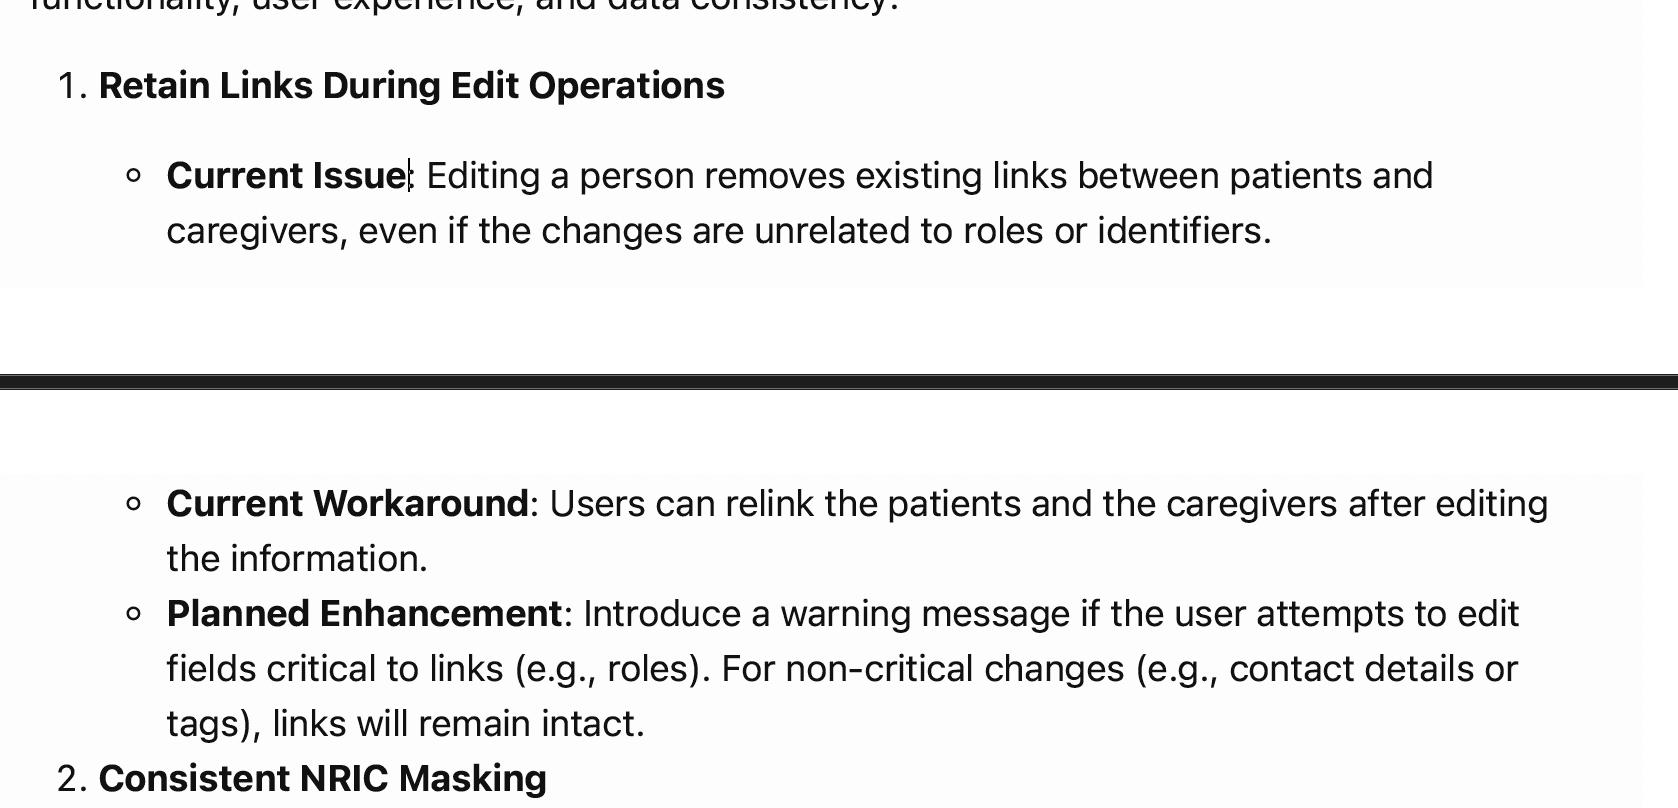 functionality, user experience, and data consistency.
1. Retain Links During Edit Operations
Current Issue: Editing a person removes existing links between patients and
caregivers, even if the changes are unrelated to roles or identifiers.
Current Workaround: Users can relink the patients and the caregivers after editing
the information.
Planned Enhancement: Introduce a warning message if the user attempts to edit
fields critical to links (e.g., roles). For non-critical changes (e.g., contact details or
tags), links will remain intact.
2. Consistent NRIC Masking